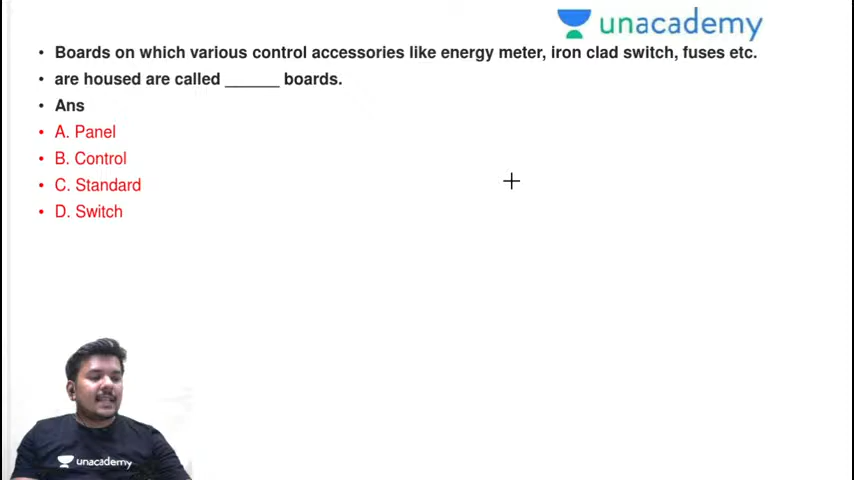 unacademy
• Boards on which various control accessories like energy meter, iron clad switch, fuses etc.
• are housed are called ______ boards.
• Ans
• A. Panel
• B. Control
• C. Standard
• D. Switch
unacademy